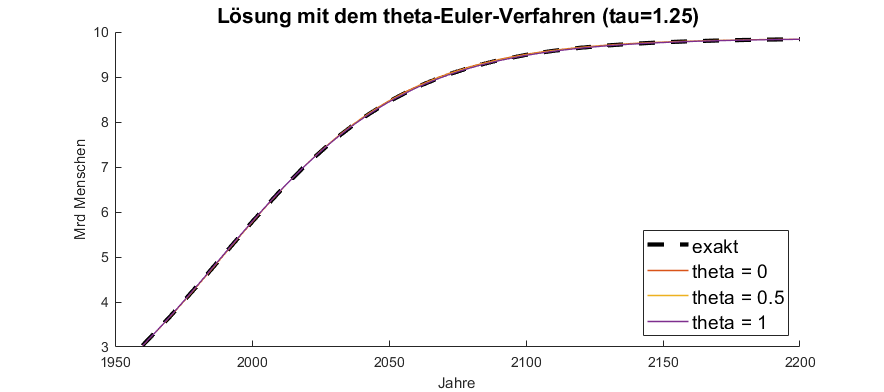 Lösung mit dem theta-Euler-Verfahren (tau=1.25)
10
9
8
7
6
5
4
3
Mrd Menschen
exakt
theta = 0
theta = 0.5
theta = 1
1950 2000 2050 2100 2150 2200
Jahre